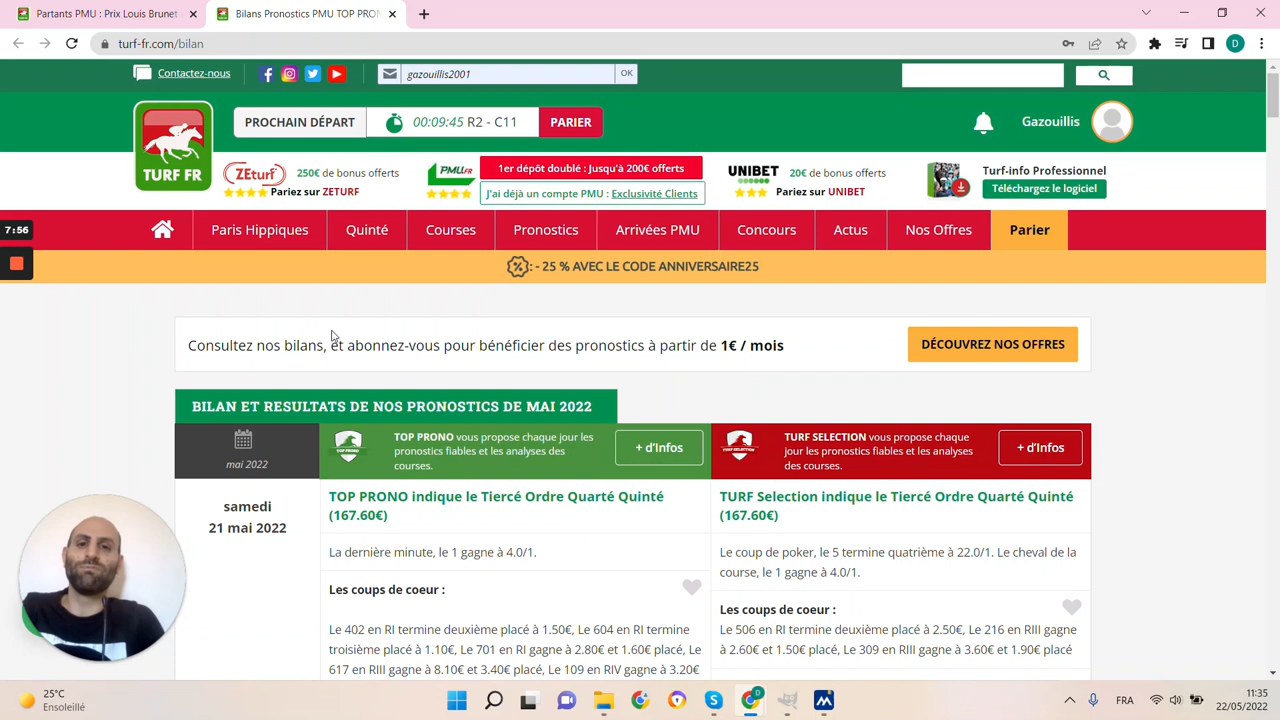 Partants PMU : Prix Louis Brunet
Bilans Pronostics PMU TOP PRON
turf-fr.com/bilan
D
Contactez-nous
gazouillis2001
OK
TURF FR
PROCHAIN DÉPART
00:09:45 R2 - C11
PARIER
Gazouillis
ZEturf
250€ de bonus offerts
Pariez sur ZETURF
PMU.FR
1er dépôt doublé : Jusqu'à 200€ offerts
J'ai déjà un compte PMU : Exclusivité Clients
UNIBET
20€ de bonus offerts
Pariez sur UNIBET
Turf-info Professionnel
Téléchargez le logiciel
7:56
Paris Hippiques
Quinté
Courses
Pronostics
Arrivées PMU
Concours
Actus
Nos Offres
Parier
: - 25 % AVEC LE CODE ANNIVERSAIRE25
Consultez nos bilans, et abonnez-vous pour bénéficier des pronostics à partir de 1€ / mois
DÉCOUVREZ NOS OFFRES
BILAN ET RESULTATS DE NOS PRONOSTICS DE MAI 2022
mai 2022
TOP PRONO vous propose chaque jour les
pronostics fiables et les analyses des
courses.
+ d'Infos
TURF SELECTION vous propose chaque
jour les pronostics fiables et les analyses
des courses.
+ d'Infos
samedi
21 mai 2022
TOP PRONO indique le Tiercé Ordre Quarté Quinté
(167.60€)
La dernière minute, le 1 gagne à 4.0/1.
Les coups de coeur :
Le 402 en RI termine deuxième placé à 1.50€, Le 604 en RI termine
troisième placé à 1.10€, Le 701 en RI gagne à 2.80€ et 1.60€ placé, Le
617 en RIII gagne à 8.10€ et 3.40€ placé, Le 109 en RIV gagne à 3.20€
TURF Selection indique le Tiercé Ordre Quarté Quinté
(167.60€)
Le coup de poker, le 5 termine quatrième à 22.0/1. Le cheval de la
course, le 1 gagne à 4.0/1.
Les coups de coeur :
Le 506 en RI termine deuxième placé à 2.50€, Le 216 en RIII gagne
à 2.60€ et 1.50€ placé, Le 309 en RIII gagne à 3.60€ et 1.90€ placé
25°C
Ensoleillé
D
FRA
11:35
22/05/2022